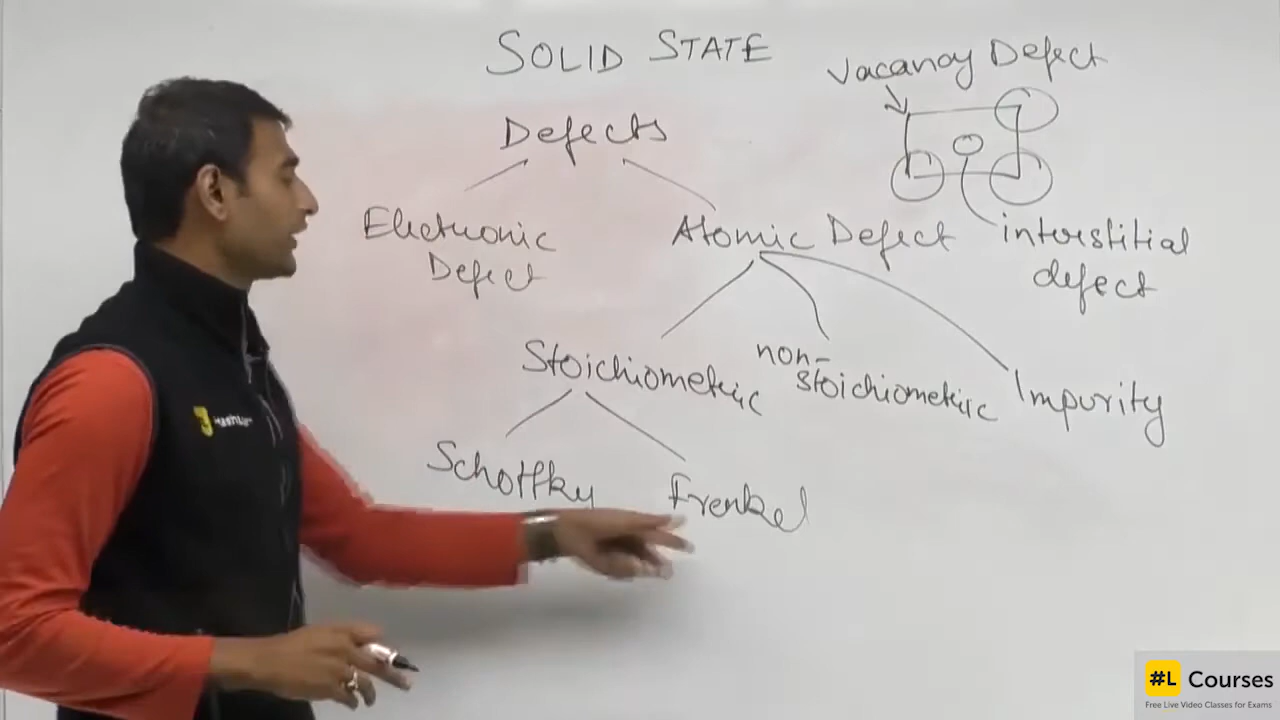 SOLID STATE
Vacancy Defect
Defects
Electronic
Defect
Atomic Defect
interstitial
defect
Stoichiometric
non-
stoichiometric
Impurity
Schottky
Frenkel
#L Courses
Free Live Video Classes for Exams